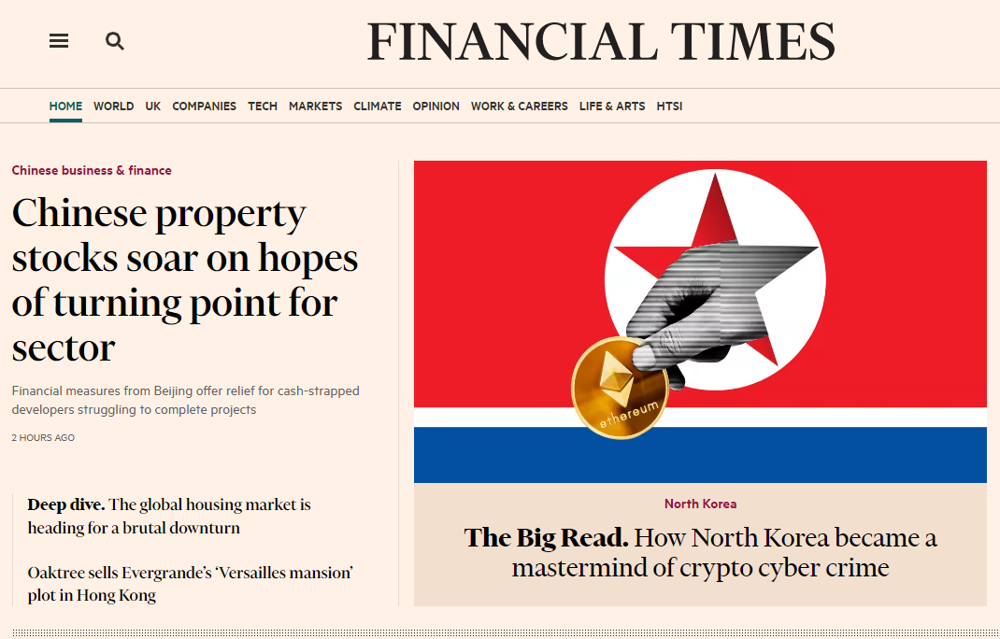 FINANCIAL TIMES
HOME WORLD UK COMPANIES TECH MARKETS CLIMATE OPINION WORK & CAREERS LIFE & ARTS HTSI
Chinese business & finance
Chinese property
stocks soar on hopes
of turning point for
sector
Financial measures from Beijing offer relief for cash-strapped
developers struggling to complete projects
2 HOURS AGO
Deep dive. The global housing market is
heading for a brutal downturn
Oaktree sells Evergrande’s ‘Versailles mansion’
plot in Hong Kong
ethereum
North Korea
The Big Read. How North Korea became a
mastermind of crypto cyber crime